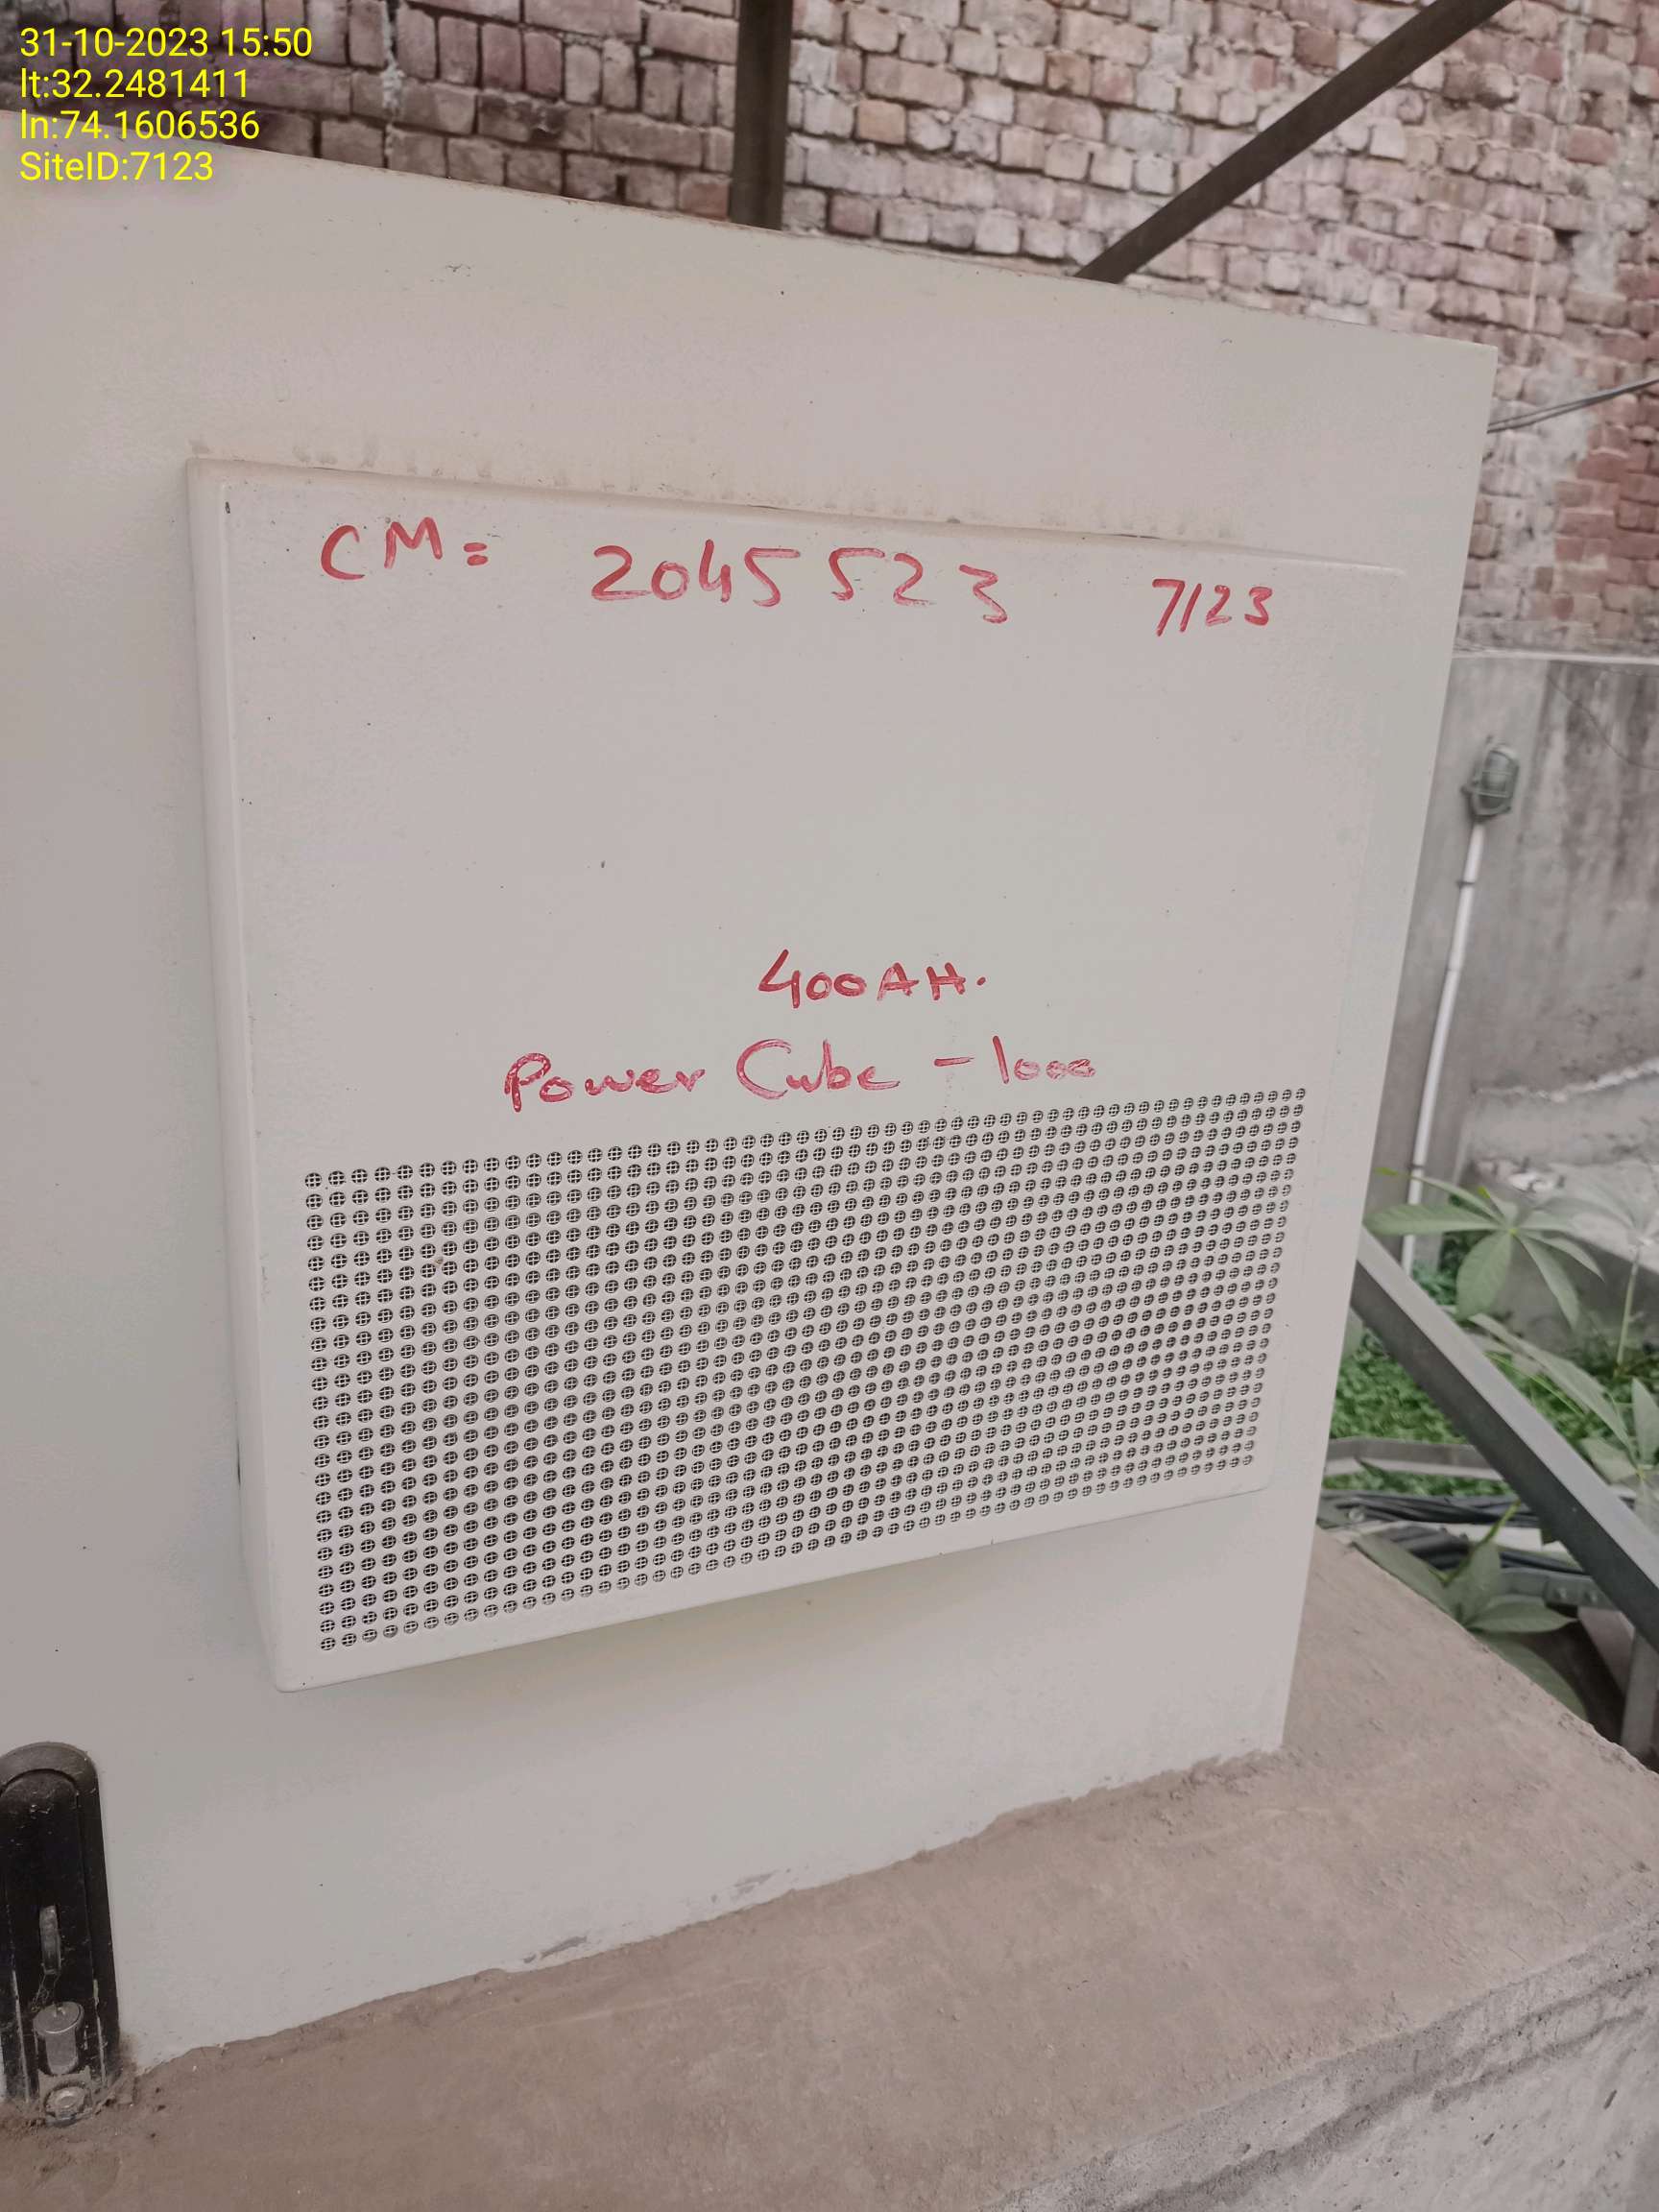 31-10-2023 15:50
lt:32.2481411
ln:74.1606536
SiteID:7123
CM= 2045523 7123
400AH.
Power Cube - 1000